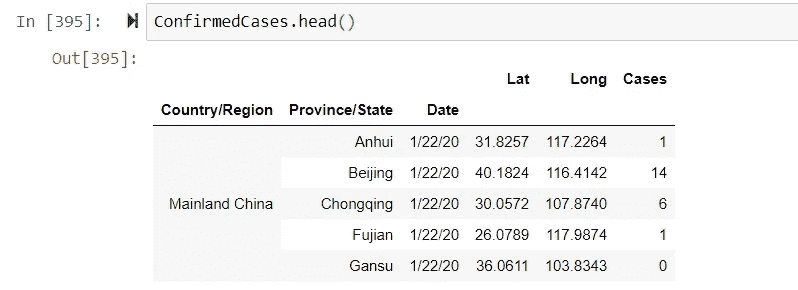 In [395]: ConfirmedCases.head()
Out[395]:
Lat Long Cases
Country/Region Province/State Date
Anhui 1/22/20 31.8257 117.2264 1
Beijing 1/22/20 40.1824 116.4142 14
Mainland China Chongqing 1/22/20 30.0572 107.8740 6
Fujian 1/22/20 26.0789 117.9874 1
Gansu 1/22/20 36.0611 103.8343 0